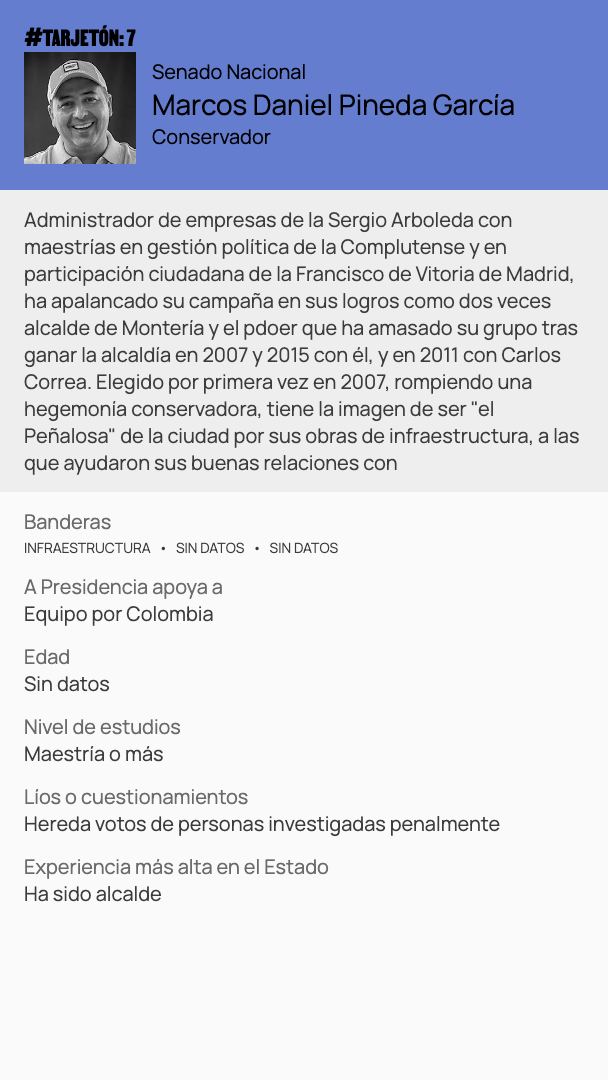 #TARJETÓN: 7
Senado Nacional
Marcos Daniel Pineda García
Conservador
Administrador de empresas de la Sergio Arboleda con
maestrías en gestión política de la Complutense y en
participación ciudadana de la Francisco de Vitoria de Madrid,
ha apalancado su campaña en sus logros como dos veces
alcalde de Montería y el pdoer que ha amasado su grupo tras
ganar la alcaldía en 2007 y 2015 con él, y en 2011 con Carlos
Correa. Elegido por primera vez en 2007, rompiendo una
hegemonía conservadora, tiene la imagen de ser "el
Peñalosa" de la ciudad por sus obras de infraestructura, a las
que ayudaron sus buenas relaciones con
Banderas
INFRAESTRUCTURA • SIN DATOS • SIN DATOS
A Presidencia apoya a
Equipo por Colombia
Edad
Sin datos
Nivel de estudios
Maestría o más
Líos o cuestionamientos
Hereda votos de personas investigadas penalmente
Experiencia más alta en el Estado
Ha sido alcalde